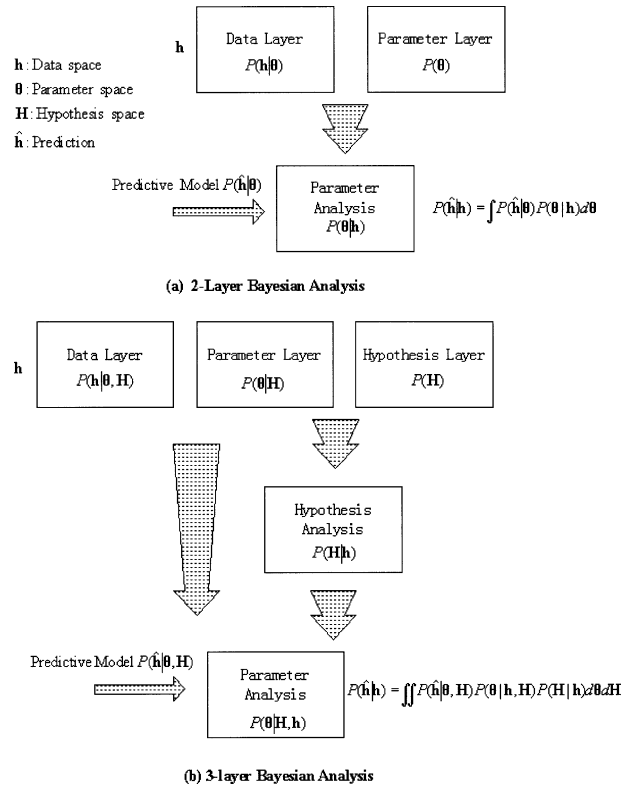 h
Data Layer
P(h|θ)
Parameter Layer
P(θ)
h : Data space
θ : Parameter space
H : Hypothesis space
ĥ : Prediction
Predictive Model P(ĥ|θ)
Parameter
Analysis
P(θ|h)
P(ĥ|h) = ∫P(ĥ|θ)P(θ | h)dθ
(a) 2-Layer Bayesian Analysis
h
Data Layer
P(h|θ, H)
Parameter Layer
P(θ|H)
Hypothesis Layer
P(H)
Hypothesis
Analysis
P(H|h)
Predictive Model P(ĥ|θ, H)
Parameter
Analysis
P(θ|H,h)
P(ĥ|h) = ∬P(ĥ|θ, H)P(θ | h, H)P(H | h)dθdH
(b) 3-layer Bayesian Analysis